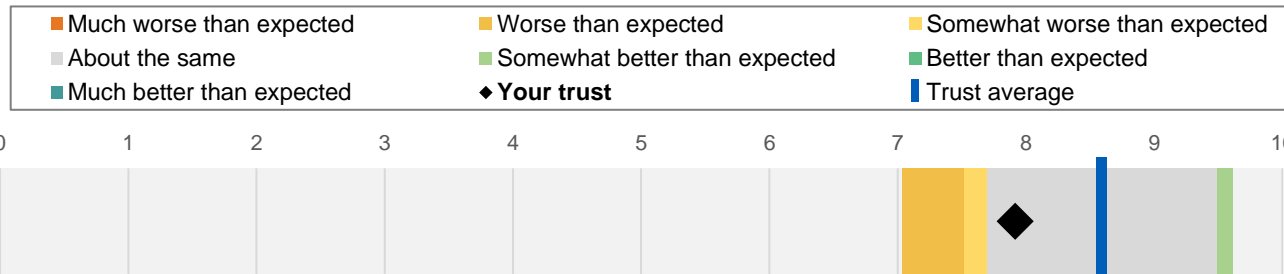 Much worse than expected Worse than expected Somewhat worse than expected
About the same Somewhat better than expected Better than expected
Much better than expected Your trust Trust average
0 1 2 3 4 5 6 7 8 9 10